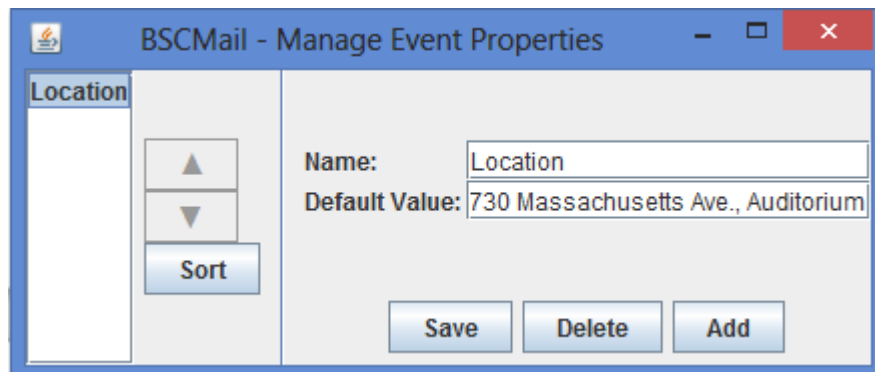 BSCMail - Manage Event Properties
Location
Name: Location
Default Value: 730 Massachusetts Ave., Auditorium
Sort
Save Delete Add